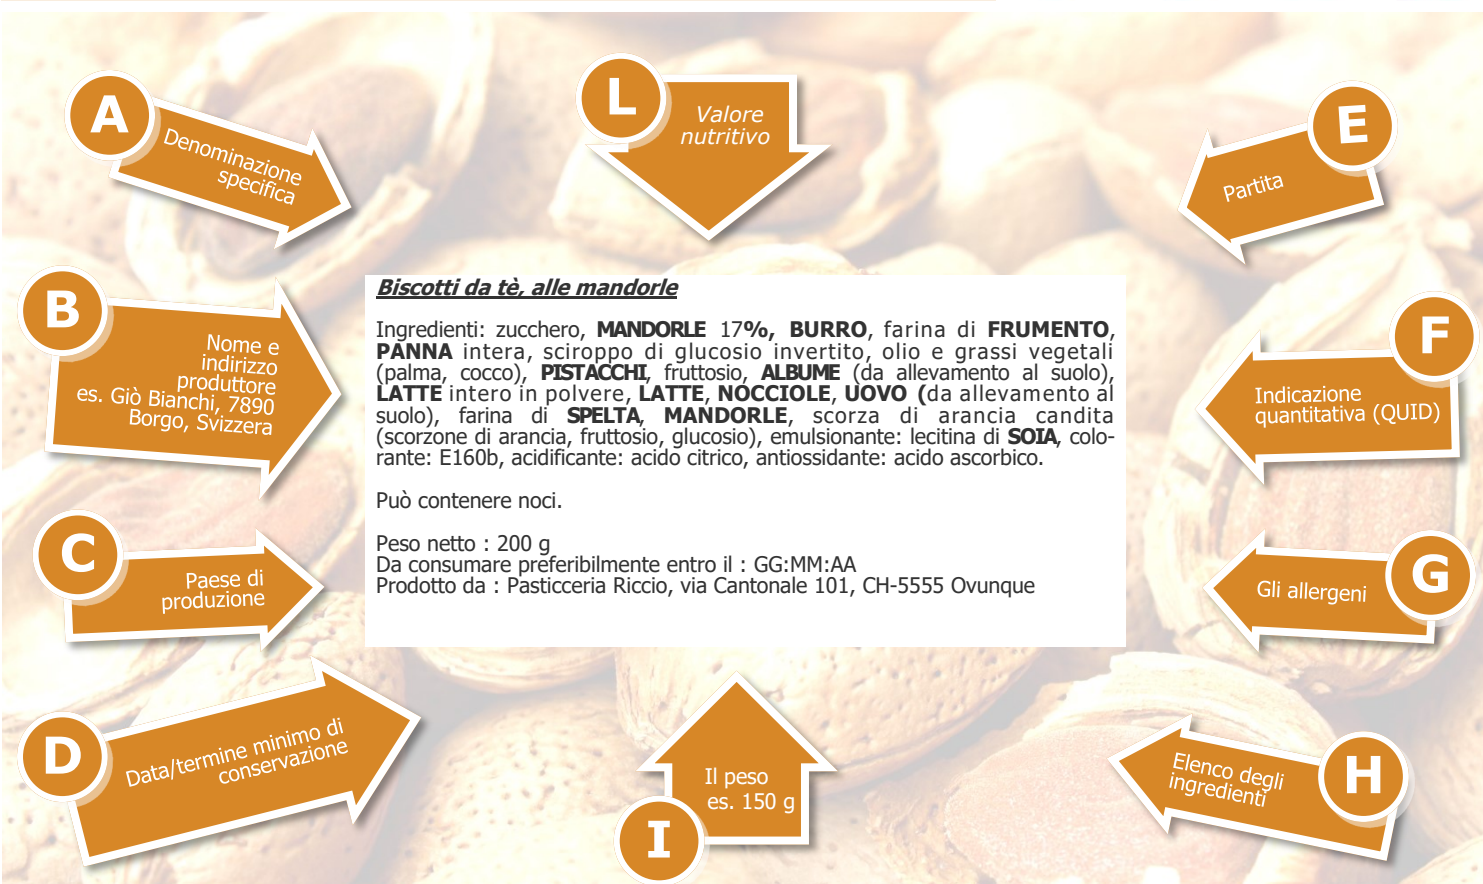 A
Denominazione
specifica
L
Valore
nutritivo
E
Partita
B
Nome e
indirizzo
produttore
es. Giò Bianchi, 7890
Borgo, Svizzera
Biscotti da tè, alle mandorle
Ingredienti: zucchero, MANDORLE 17%, BURRO, farina di FRUMENTO,
PANNA intera, sciroppo di glucosio invertito, olio e grassi vegetali
(palma, cocco), PISTACCHI, fruttosio, ALBUME (da allevamento al suolo),
LATTE intero in polvere, LATTE, NOCCIOLE, UOVO (da allevamento al
suolo), farina di SPELTA, MANDORLE, scorza di arancia candita
(scorzone di arancia, fruttosio, glucosio), emulsionante: lecitina di SOIA, colo-
rante: E160b, acidificante: acido citrico, antiossidante: acido ascorbico.
Può contenere noci.
Peso netto : 200 g
Da consumare preferibilmente entro il : GG:MM:AA
Prodotto da : Pasticceria Riccio, via Cantonale 101, CH-5555 Ovunque
F
Indicazione
quantitativa (QUID)
C
Paese di
produzione
G
Gli allergeni
D
Data/termine minimo di
conservazione
I
Il peso
es. 150 g
H
Elenco degli
ingredienti